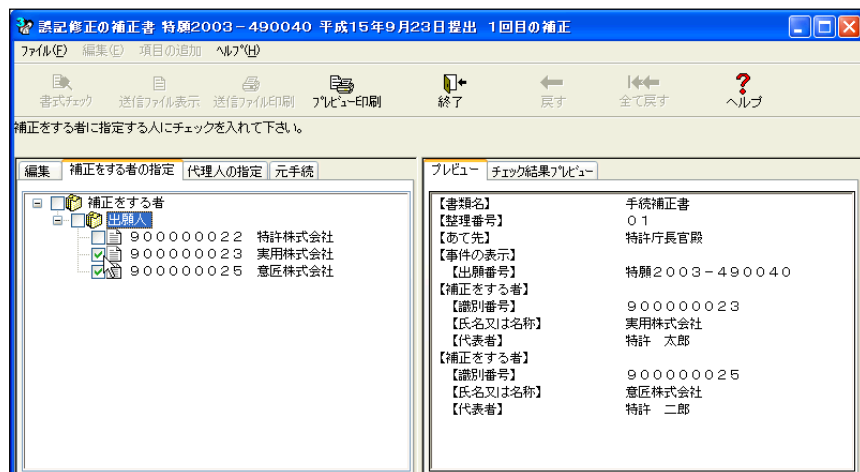 誤記修正の補正書 特願2003-490040 平成15年9月23日提出 1回目の補正
ファイル(F) 編集(E) 項目の追加 ヘルプ(H)
書式チェック 送信ファイル表示 送信ファイル印刷 プレビュー印刷 終了 戻す 全て戻す ヘルプ
補正をする者に指定する人にチェックを入れて下さい。
編集 補正をする者の指定 代理人の指定 元手続
補正をする者
出願人
900000022 特許株式会社
900000023 実用株式会社
900000025 意匠株式会社
プレビュー チェック結果プレビュー
【書類名】 手続補正書
【整理番号】 01
【あて先】 特許庁長官殿
【事件の表示】
【出願番号】 特願2003-490040
【補正をする者】
【識別番号】 900000023
【氏名又は名称】 実用株式会社
【代表者】 特許 太郎
【補正をする者】
【識別番号】 900000025
【氏名又は名称】 意匠株式会社
【代表者】 特許 二郎